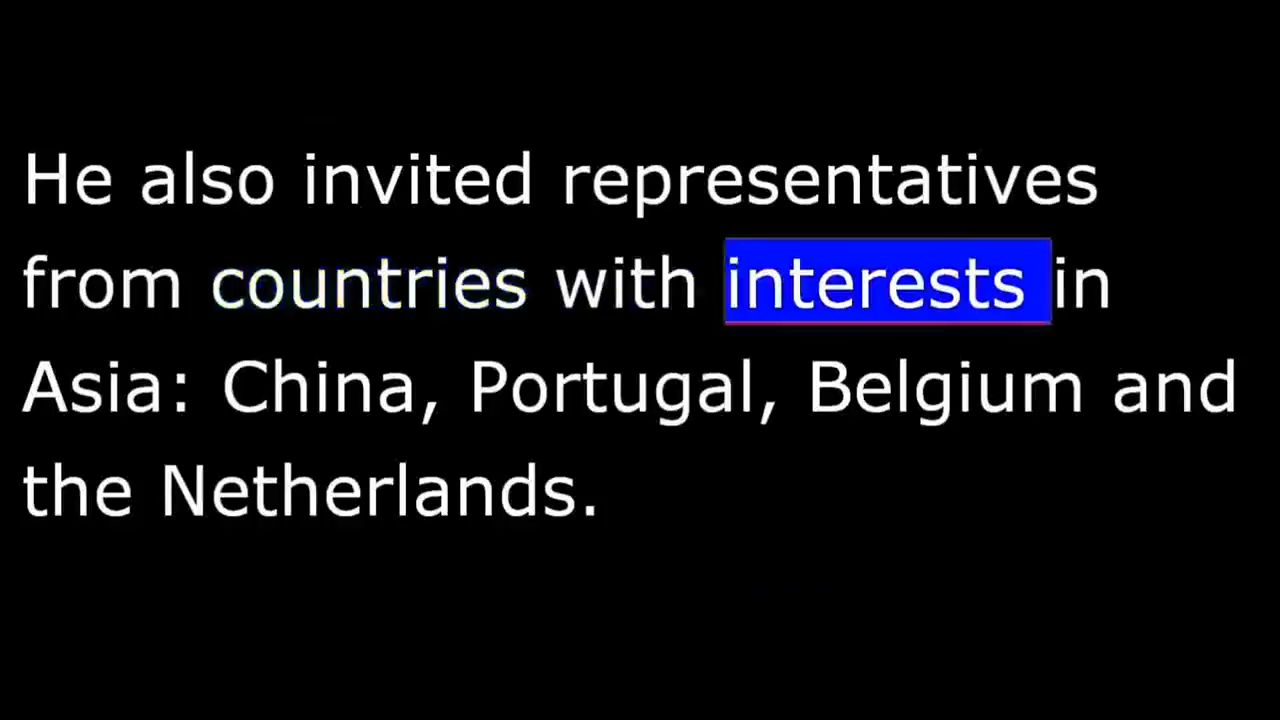 He also invited representatives
from countries with interests in
Asia: China, Portugal, Belgium and
the Netherlands.